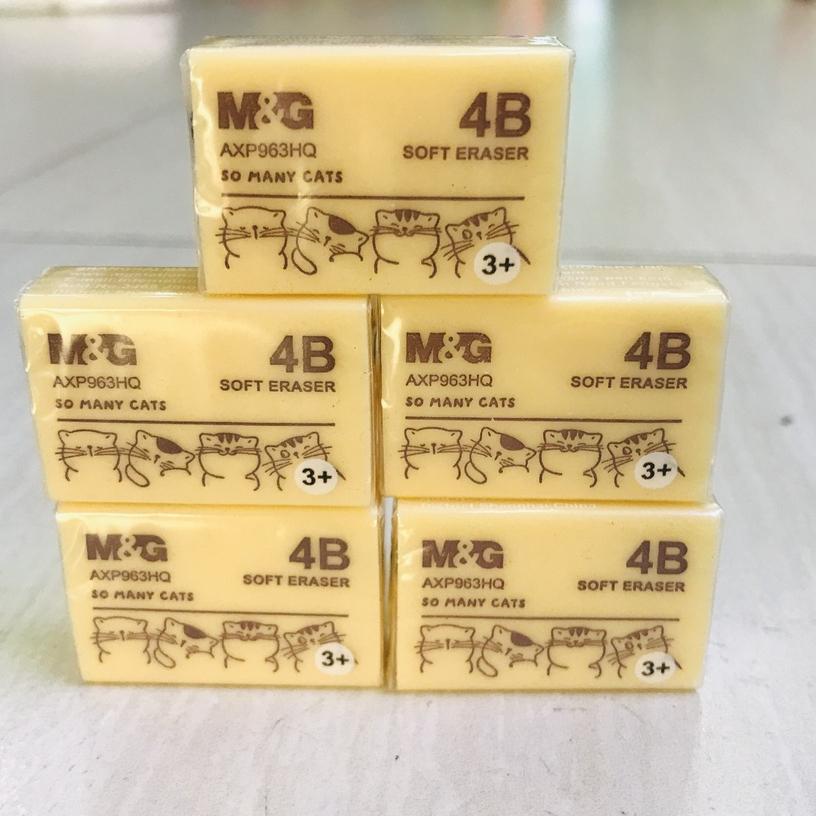 M&G 4B
AXP963HQ SOFT ERASER
SO MANY CATS
3+
M&G 4B
AXP963HQ SOFT ERASER
SO MANY CATS
3+
M&G 4B
AXP963HQ SOFT ERASER
SO MANY CATS
3+
M&G 4B
AXP963HQ SOFT ERASER
SO MANY CATS
3+
M&G 4B
AXP963HQ SOFT ERASER
SO MANY CATS
3+